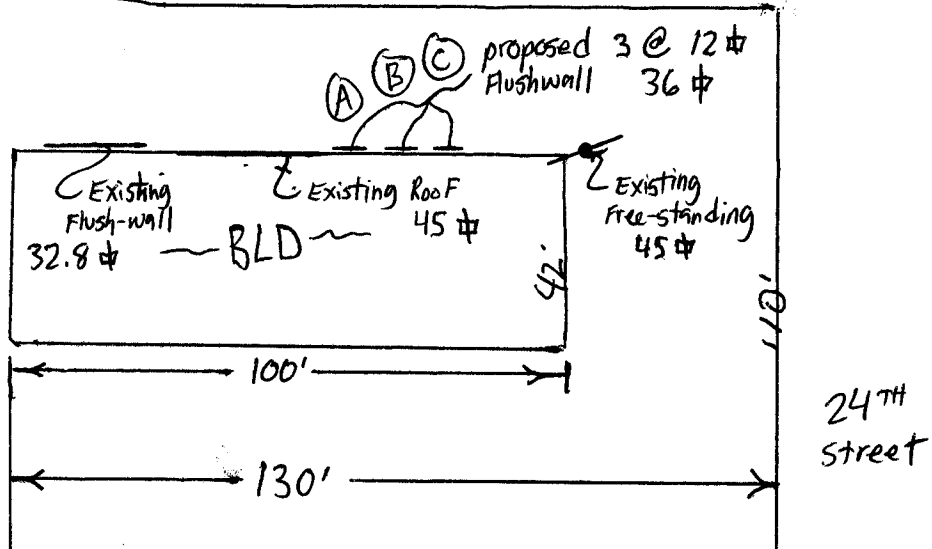 A
B
C
proposed 3 @ 12 ⏍
Flushwall 36 ⏍
Existing
Flush-wall
32.8 ⏍
Existing Roof
45 ⏍
Existing
Free-standing
45 ⏍
BLD
42'
110'
100'
24TH
street
130'